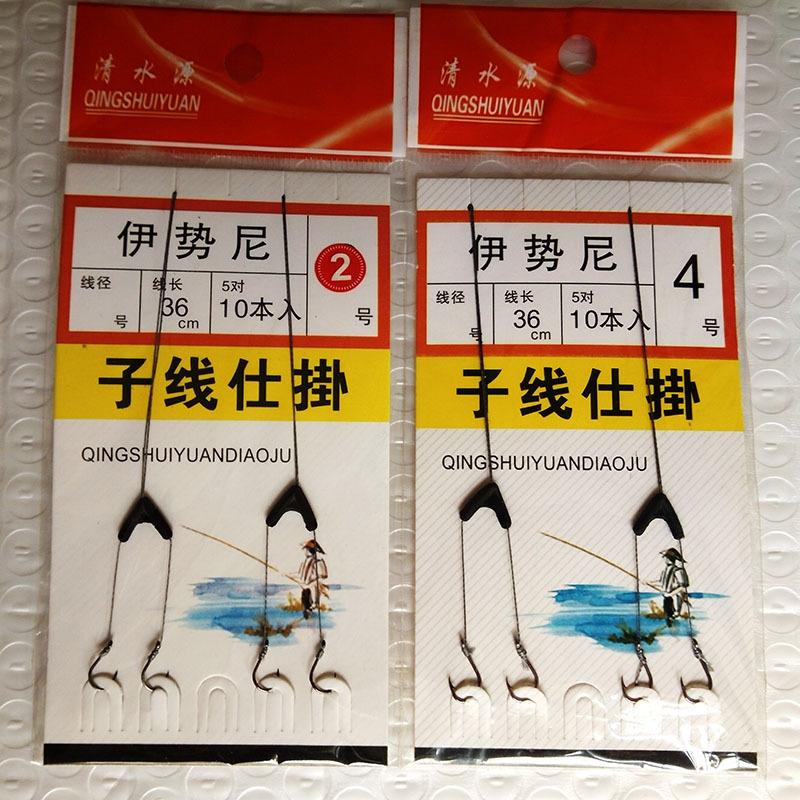 清水源
QINGSHUIYUAN
伊势尼
2
号
线径
号
线长
36
cm
5对
10本入
子线仕掛
QINGSHUIYUANDIAOJU
清水源
QINGSHUIYUAN
伊势尼
4
号
线径
号
线长
36
cm
5对
10本入
子线仕掛
QINGSHUIYUANDIAOJU